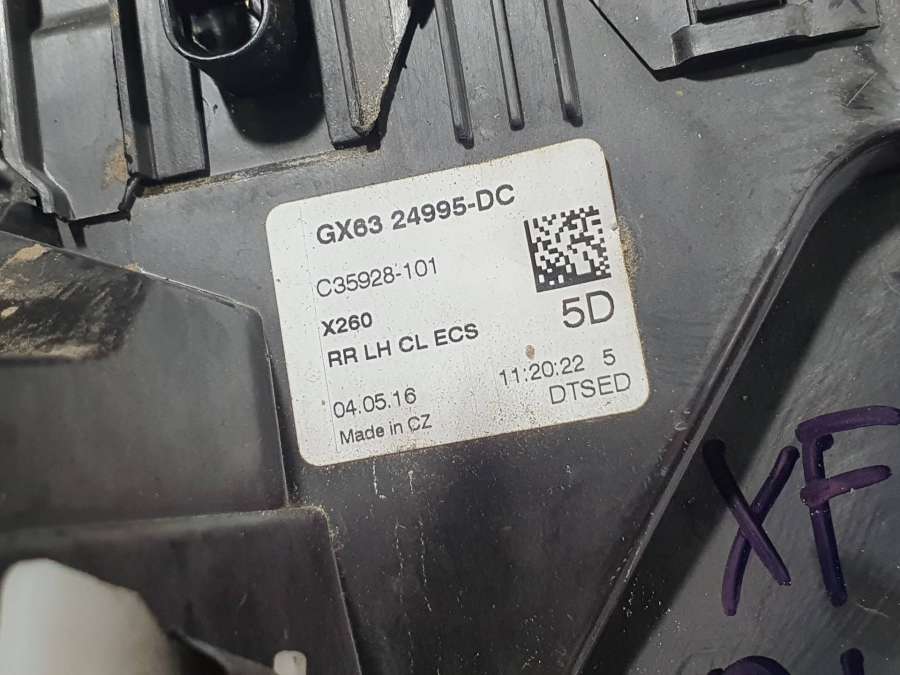 GX63 24995-DC
C35928-101
X260
5D
RR LH CL ECS
04.05.16
11:20:22 5
Made in CZ
DTSED
XF